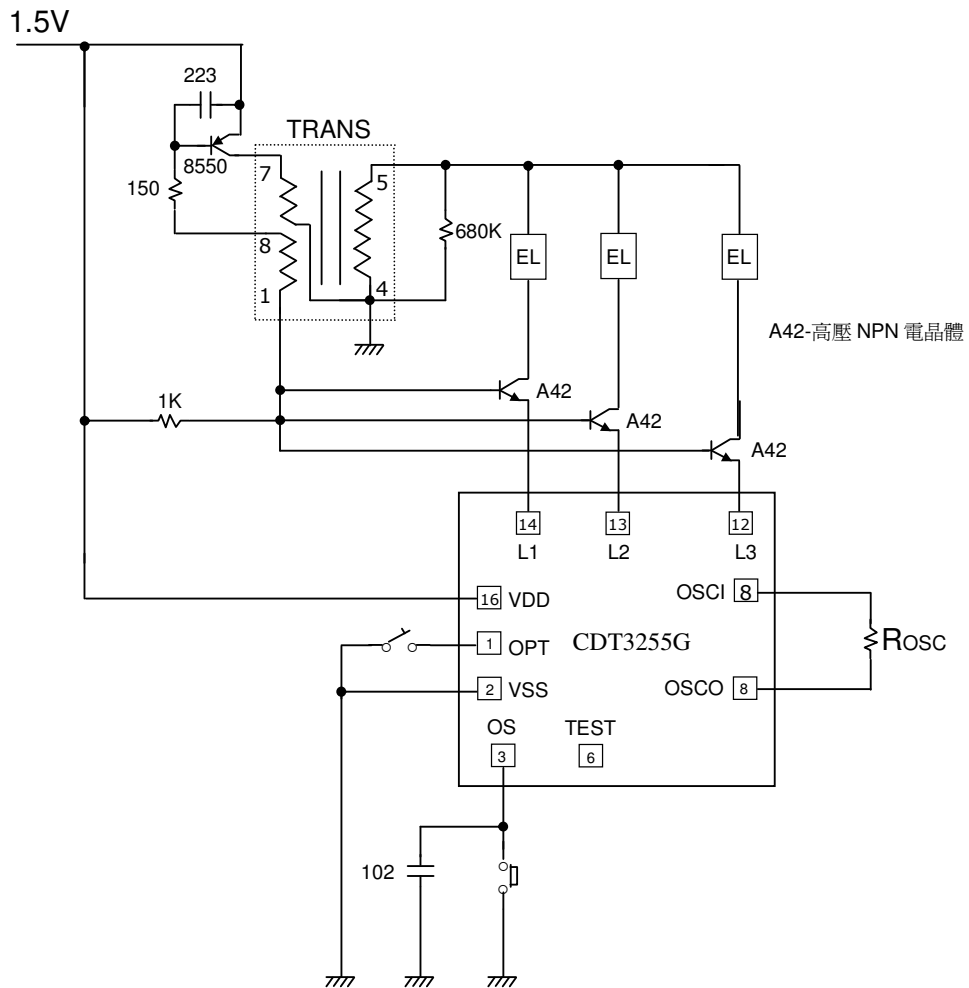 1.5V
223
TRANS
8550
7
5
150
680K
8
EL
EL
EL
1
4
A42-高壓 NPN 電晶體
A42
1K
A42
A42
14
13
12
L1
L2
L3
OSCI 8
16 VDD
1 OPT
CDT3255G
ROSC
2 VSS
OSCO 8
OS
TEST
3
6
102